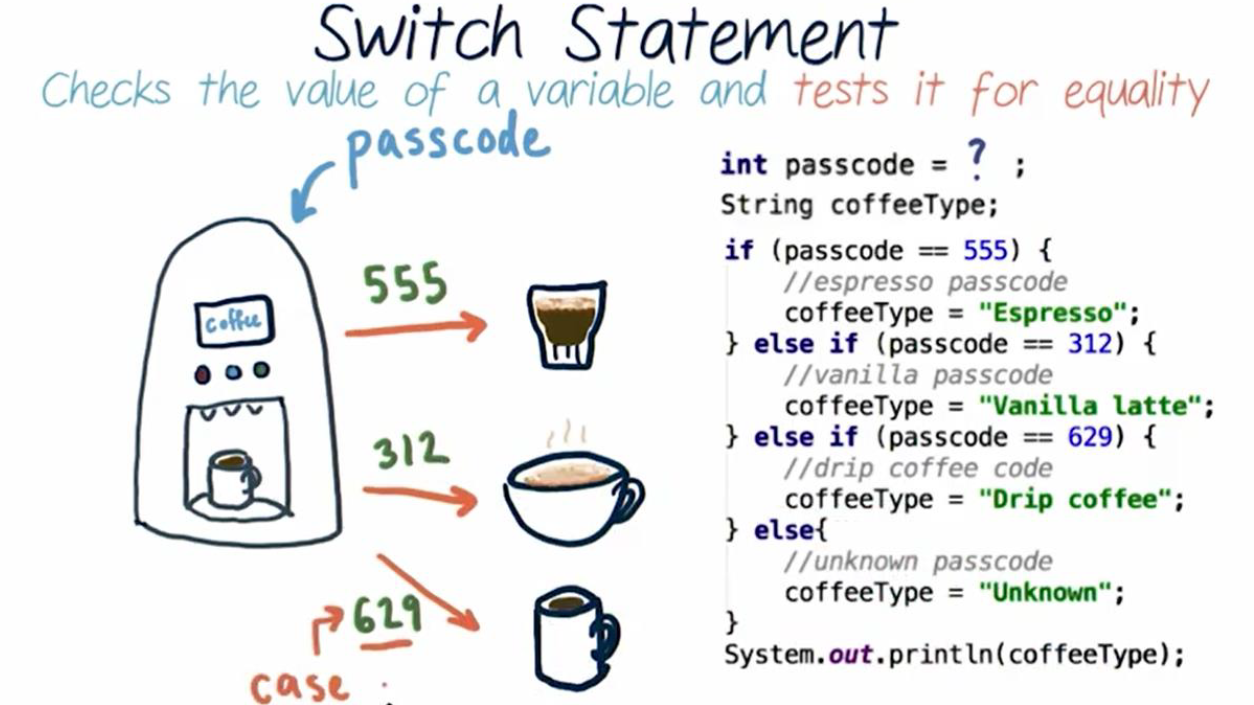 Switch Statement
Checks the value of a variable and tests it for equality
passcode
coffee
555
312
629
case
int passcode = ? ;
String coffeeType;
if (passcode == 555) {
//espresso passcode
coffeeType = "Espresso";
} else if (passcode == 312) {
//vanilla passcode
coffeeType = "Vanilla latte";
} else if (passcode == 629) {
//drip coffee code
coffeeType = "Drip coffee";
} else{
//unknown passcode
coffeeType = "Unknown";
}
System.out.println(coffeeType);